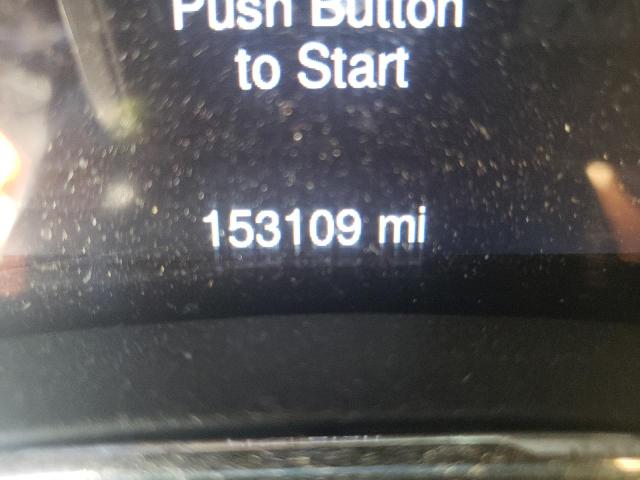 Push Button
to Start
153109 mi